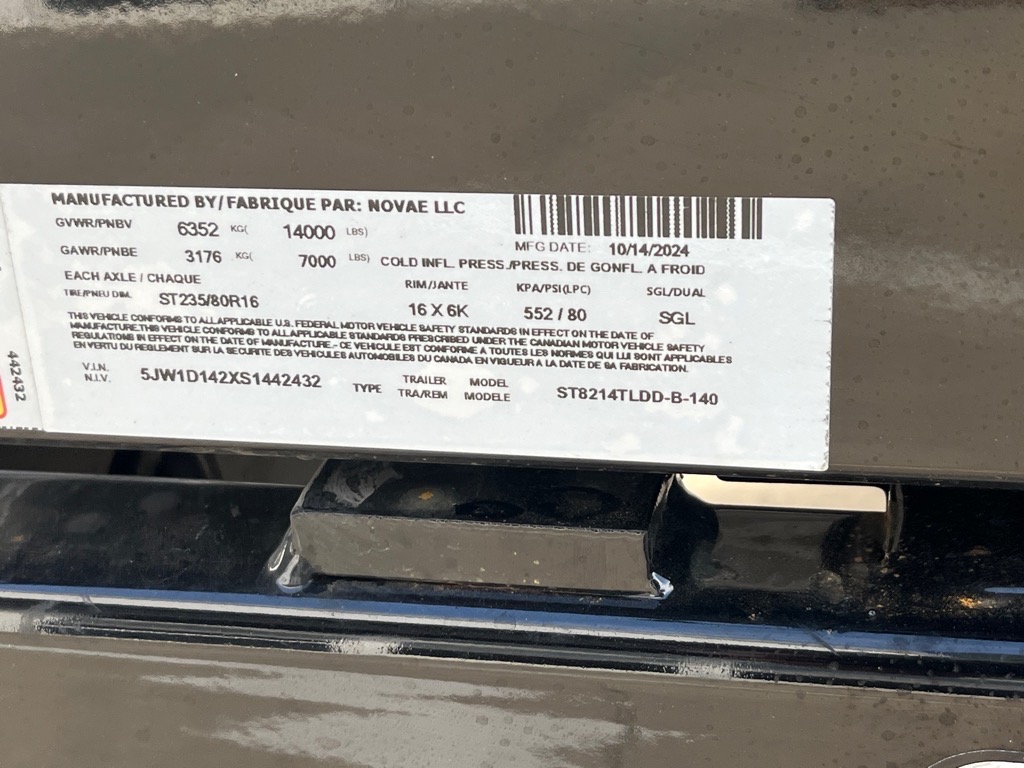 MANUFACTURED BY/FABRIQUE PAR: NOVAE LLC
GVWR/PNBV 6352 KG( 14000 LBS)
MFG DATE: 10/14/2024
GAWR/PNBE 3176 KG( 7000 LBS) COLD INFL. PRESS./PRESS. DE GONFL. A FROID
EACH AXLE / CHAQUE RIM/JANTE KPA/PSI(LPC) SGL/DUAL
TIRE/PNEU DIM. ST235/80R16 16 X 6K 552 / 80 SGL
THIS VEHICLE CONFORMS TO ALL APPLICABLE U.S. FEDERAL MOTOR VEHICLE SAFETY STANDARDS IN EFFECT ON THE DATE OF
MANUFACTURE. THIS VEHICLE CONFORMS TO ALL APPLICABLE STANDARDS PRESCRIBED UNDER THE CANADIAN MOTOR VEHICLE SAFETY
REGULATIONS IN EFFECT ON THE DATE OF MANUFACTURE.- CE VEHICULE EST CONFORME A TOUTES LES NORMES QUI LUI SONT APPLICABLES
EN VERTU DU REGLEMENT SUR LA SECURITE DES VEHICULES AUTOMOBILES DU CANADA EN VIGUEUR A LA DATE DE SA FABRICATION.
V.I.N.
N.I.V. 5JW1D142XS1442432 TYPE TRAILER MODEL ST8214TLDD-B-140
TRA/REM MODELE
442432